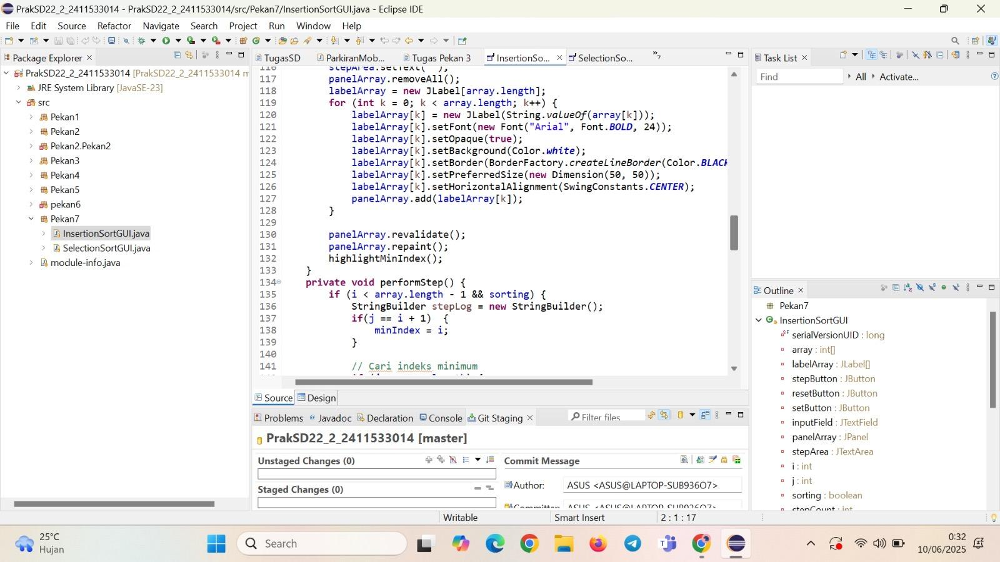 PrakSD22_2_2411533014 - PrakSD22_2_2411533014/src/Pekan7/InsertionSortGUI.java - Eclipse IDE
File Edit Source Refactor Navigate Search Project Run Window Help
Package Explorer
PrakSD22_2_2411533014 [PrakSD22_2_2411533014 m
JRE System Library [JavaSE-23]
src
Pekan1
Pekan2
Pekan2.Pekan2
Pekan3
Pekan4
Pekan5
pekan6
Pekan7
InsertionSortGUI.java
SelectionSortGUI.java
module-info.java
TugasSD ParkiranMob... Tugas Pekan 3 InsertionSo... SelectionSo... »7
116 stepArea.setText("");
117 panelArray.removeAll();
118 labelArray = new JLabel[array.length];
119 for (int k = 0; k < array.length; k++) {
120 labelArray[k] = new JLabel(String.valueOf(array[k]));
121 labelArray[k].setFont(new Font("Arial", Font.BOLD, 24));
122 labelArray[k].setOpaque(true);
123 labelArray[k].setBackground(Color.white);
124 labelArray[k].setBorder(BorderFactory.createLineBorder(Color.BLACK
125 labelArray[k].setPreferredSize(new Dimension(50, 50));
126 labelArray[k].setHorizontalAlignment(SwingConstants.CENTER);
127 panelArray.add(labelArray[k]);
128 }
129
130 panelArray.revalidate();
131 panelArray.repaint();
132 highlightMinIndex();
133 }
134 private void performStep() {
135 if (i < array.length - 1 && sorting) {
136 StringBuilder stepLog = new StringBuilder();
137 if(j == i + 1) {
138 minIndex = i;
139 }
140
141 // Cari indeks minimum
Source Design
Problems Javadoc Declaration Console Git Staging Filter files
PrakSD22_2_2411533014 [master]
Unstaged Changes (0)
Staged Changes (0)
Commit Message
Author: ASUS <ASUS@LAPTOP-SUB936O7>
Committer: ASUS <ASUS@LAPTOP-SUB936O7>
Task List
Find All Activate...
Outline
Pekan7
InsertionSortGUI
serialVersionUID : long
array : int[]
labelArray : JLabel[]
stepButton : JButton
resetButton : JButton
setButton : JButton
inputField : JTextField
panelArray : JPanel
stepArea : JTextArea
i : int
j : int
sorting : boolean
stepCount : int
Writable Smart Insert 2 : 1 : 17
25°C
Hujan
Search
0:32
10/06/2025